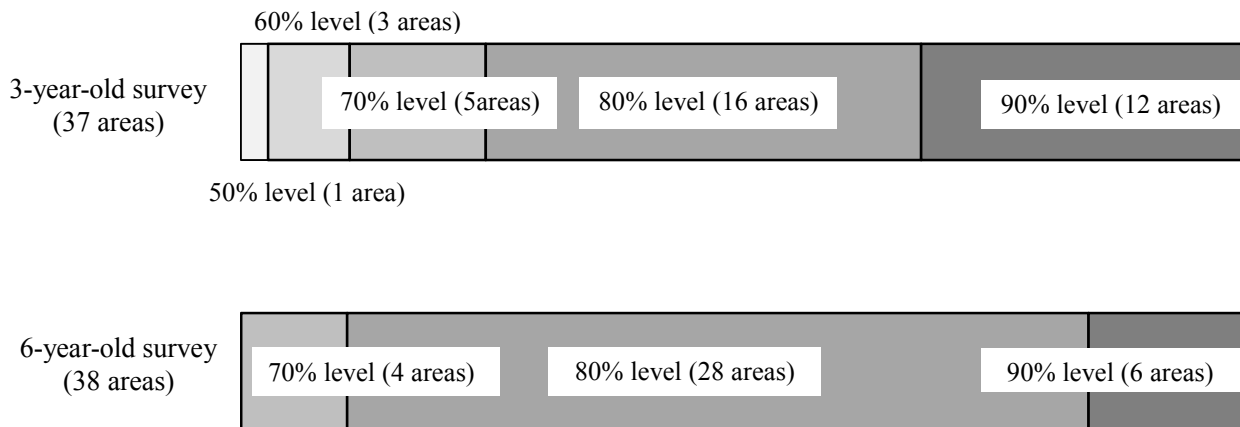 60% level (3 areas)
3-year-old survey
(37 areas)
70% level (5areas)
80% level (16 areas)
90% level (12 areas)
50% level (1 area)
6-year-old survey
(38 areas)
70% level (4 areas)
80% level (28 areas)
90% level (6 areas)